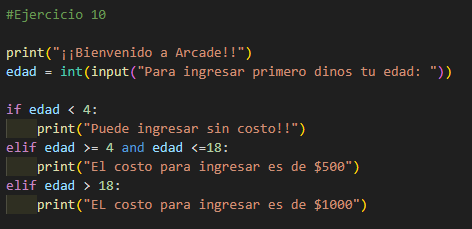 #Ejercicio 10
print("¡¡Bienvenido a Arcade!!")
edad = int(input("Para ingresar primero dinos tu edad: "))
if edad < 4:
    print("Puede ingresar sin costo!!")
elif edad >= 4 and edad <=18:
    print("El costo para ingresar es de $500")
elif edad > 18:
    print("EL costo para ingresar es de $1000")